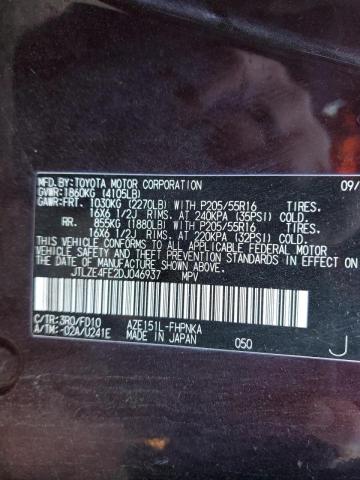 MFD.BY:TOYOTA MOTOR CORPORATION 09/
GVWR:1860KG (4105LB)
GAWR:FRT. 1030KG (2270LB) P205/55R16 TIRES.
16X6 1/2J RIMS. AT 240KPA (35PSI) COLD.
RR. 855KG (1880LB) P205/55R16 TIRES.
16X6 1/2J RIMS. AT 220KPA (32PSI) COLD.
THIS VEHICLE CONFORMS TO ALL APPLICABLE FEDERAL MOTOR
VEHICLE SAFETY, BUMPER, AND THEFT PREVENTION STANDARDS
IN EFFECT ON THE DATE OF MANUFACTURE SHOWN ABOVE.
JTLZE4FE2DJ046937 MPV
C/TR:3R0/FD10 AZE151L-FHPNKA
A/TM:-02A/U241E MADE IN JAPAN 050 J